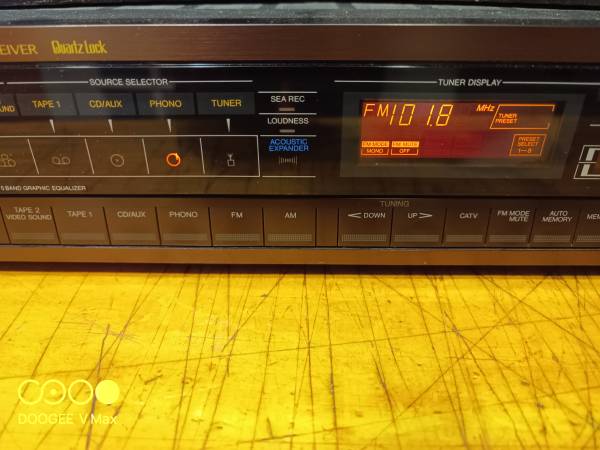 EIVER Quartz Lock
SOURCE SELECTOR
TUNER DISPLAY
UND TAPE 1 CD/AUX PHONO TUNER
SEA REC
LOUDNESS
ACOUSTIC
EXPANDER
FM 101.8 MHz
TUNER
PRESET
FM MODE FM MUTE
MONO OFF
PRESET
SELECT
1–8
5 BAND GRAPHIC EQUALIZER
TUNING
TAPE 2
VIDEO SOUND
TAPE 1
CD/AUX
PHONO
FM
AM
DOWN
UP
CATV
FM MODE
MUTE
AUTO
MEMORY
MEM
DOOGEE V Max